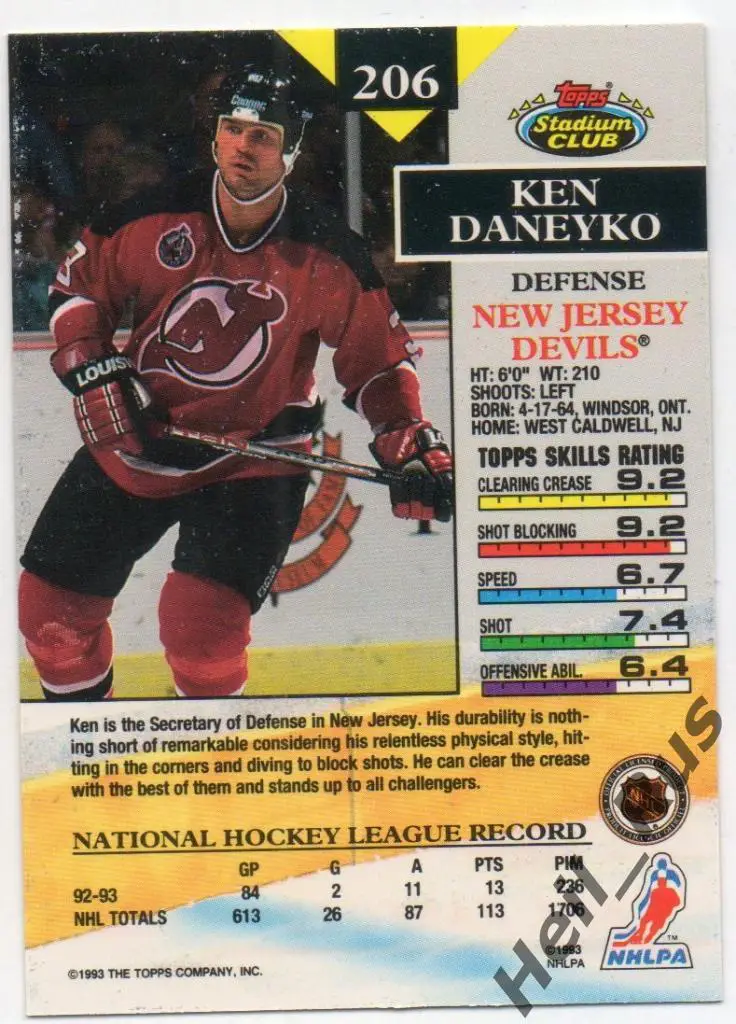 206
Topps®
Stadium
CLUB
KEN
DANEYKO
DEFENSE
NEW JERSEY
DEVILS®
HT: 6'0" WT: 210
SHOOTS: LEFT
BORN: 4-17-64, WINDSOR, ONT.
HOME: WEST CALDWELL, NJ
TOPPS SKILLS RATING
CLEARING CREASE 9.2
SHOT BLOCKING 9.2
SPEED 6.7
SHOT 7.4
OFFENSIVE ABIL. 6.4
COOPER
3
LOUIS
Ken is the Secretary of Defense in New Jersey. His durability is noth-
ing short of remarkable considering his relentless physical style, hit-
ting in the corners and diving to block shots. He can clear the crease
with the best of them and stands up to all challengers.
NHL
NATIONAL HOCKEY LEAGUE RECORD
GP G A PTS PIM
92-93 84 2 11 13 236
NHL TOTALS 613 26 87 113 1706
©1993
NHLPA
NHLPA ™
©1993 THE TOPPS COMPANY, INC.